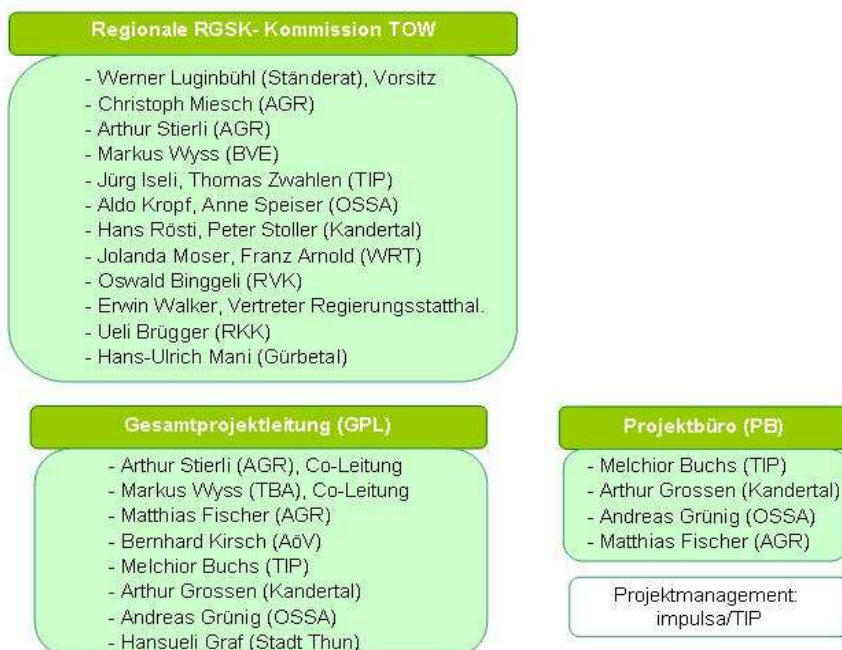 Regionale RGSK- Kommission TOW
- Werner Luginbühl (Ständerat), Vorsitz
- Christoph Miesch (AGR)
- Arthur Stierli (AGR)
- Markus Wyss (BVE)
- Jürg Iseli, Thomas Zwahlen (TIP)
- Aldo Kropf, Anne Speiser (OSSA)
- Hans Rösti, Peter Stoller (Kandertal)
- Jolanda Moser, Franz Arnold (WRT)
- Oswald Binggeli (RVK)
- Erwin Walker, Vertreter Regierungsstatthal.
- Ueli Brügger (RKK)
- Hans-Ulrich Mani (Gürbetal)
Gesamtprojektleitung (GPL)
- Arthur Stierli (AGR), Co-Leitung
- Markus Wyss (TBA), Co-Leitung
- Matthias Fischer (AGR)
- Bernhard Kirsch (AöV)
- Melchior Buchs (TIP)
- Arthur Grossen (Kandertal)
- Andreas Grünig (OSSA)
- Hansueli Graf (Stadt Thun)
Projektbüro (PB)
- Melchior Buchs (TIP)
- Arthur Grossen (Kandertal)
- Andreas Grünig (OSSA)
- Matthias Fischer (AGR)
Projektmanagement:
impulsa/TIP